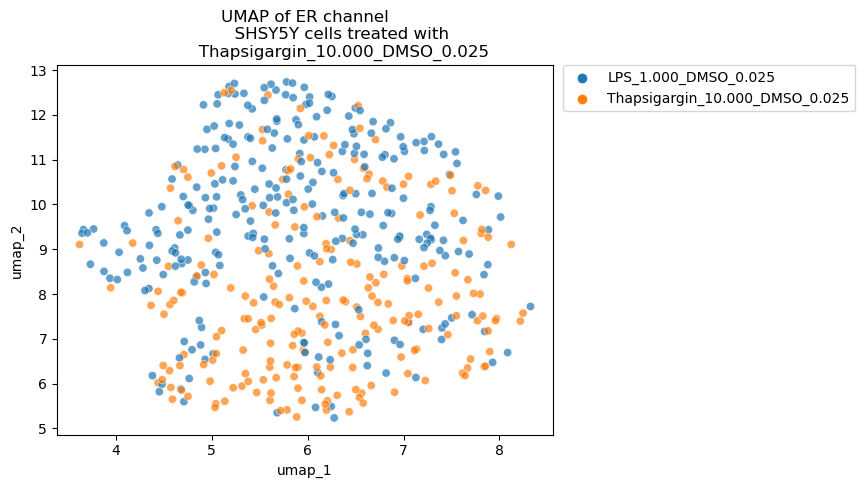 UMAP of ER channel
SHSY5Y cells treated with
Thapsigargin_10.000_DMSO_0.025
LPS_1.000_DMSO_0.025
Thapsigargin_10.000_DMSO_0.025
13
12
11
10
9
8
7
6
5
umap_2
4
5
6
7
8
umap_1